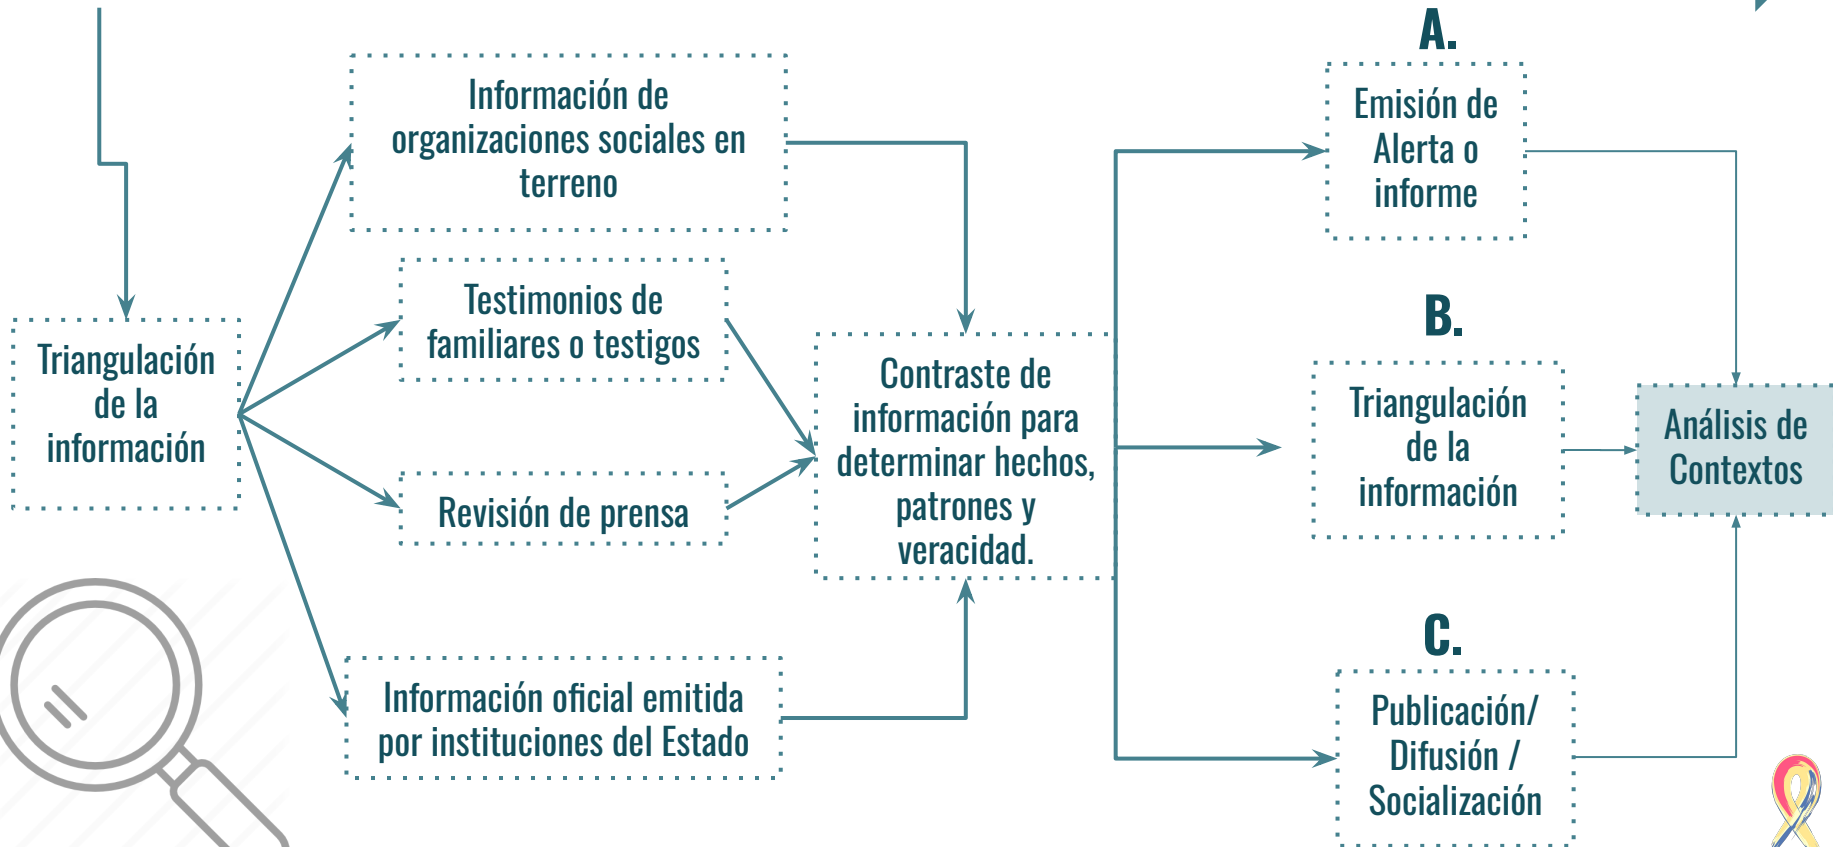 Triangulación
de la
información
Información de
organizaciones sociales en
terreno
Testimonios de
familiares o testigos
Revisión de prensa
Información oficial emitida
por instituciones del Estado
Contraste de
información para
determinar hechos,
patrones y
veracidad.
A.
Emisión de
Alerta o
informe
B.
Triangulación
de la
información
C.
Publicación/
Difusión /
Socialización
Análisis de
Contextos